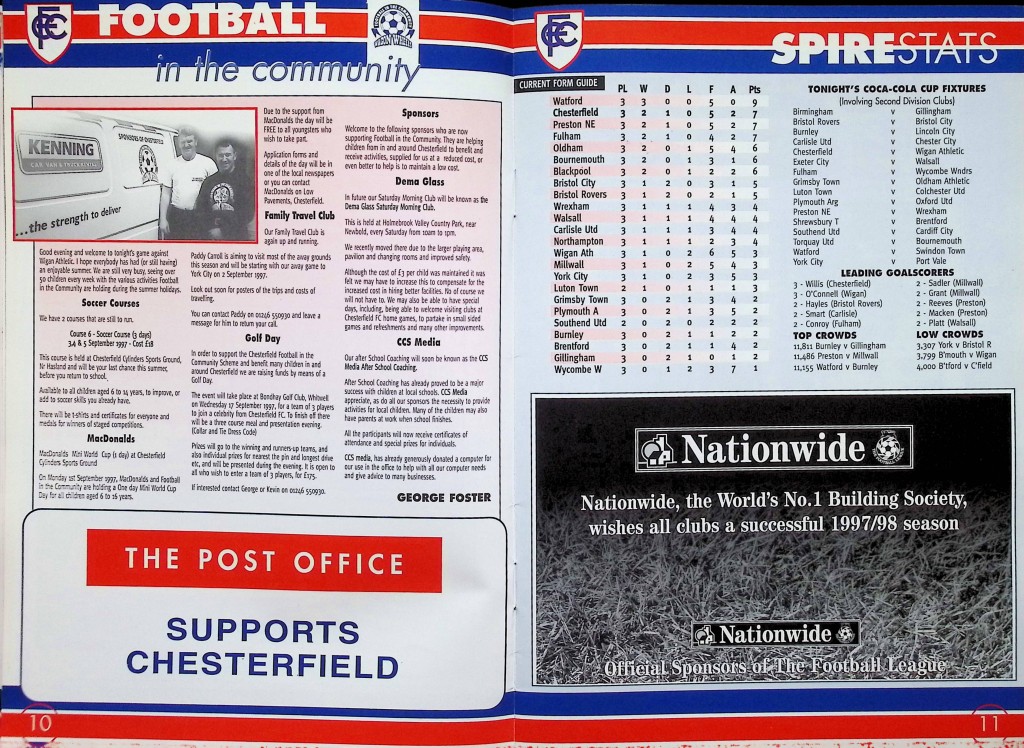 FOOTBALL
in the community
KENNING
CAR, VAN & TRUCK HIRE
SPONSORS OF CHESTERFIELD
...the strength to deliver
Good evening and welcome to tonight's game against
Wigan Athletic. I hope everybody has had (or still having)
an enjoyable summer. We are still very busy, seeing over
50 children every week with the various activities Football
in the Community are holding during the summer holidays.
Soccer Courses
We have 2 courses that are still to run.
Course 6 - Soccer Course (3 days)
3,4 & 5 September 1997 - Cost £18
This course is held at Chesterfield Cylinders Sports Ground,
Nr Hasland and will be your last chance this summer,
before you return to school.
Available to all children aged 6 to 14 years, to improve, or
add to soccer skills you already have.
There will be t-shirts and certificates for everyone and
medals for winners of staged competitions.
MacDonalds
MacDonalds Mini World Cup (1 day) at Chesterfield
Cylinders Sports Ground
On Monday 1st September 1997, MacDonalds and Football
in the Community are holding a One day Mini World Cup
Day for all children aged 6 to 16 years.
Due to the support from
MacDonalds the day will be
FREE to all youngsters who
wish to take part.
Application forms and
details of the day will be in
one of the local newspapers
or you can contact
MacDonalds on Low
Pavements, Chesterfield.
Family Travel Club
Our Family Travel Club is
again up and running.
Paddy Carroll is aiming to visit most of the away grounds
this season and will be starting with our away game to
York City on 2 September 1997.
Look out soon for posters of the trips and costs of
travelling.
You can contact Paddy on 01246 550930 and leave a
message for him to return your call.
Golf Day
In order to support the Chesterfield Football in the
Community Scheme and benefit many children in and
around Chesterfield we are raising funds by means of a
Golf Day.
The event will take place at Bondhay Golf Club, Whitwell
on Wednesday 17 September 1997, for a team of 3 players
to join a celebrity from Chesterfield FC. To finish off there
will be a three course meal and presentation evening.
(Collar and Tie Dress Code)
Prizes will go to the winning and runners-up teams, and
also individual prizes for nearest the pin and longest drive
etc, and will be presented during the evening. It is open to
all who wish to enter a team of 3 players, for £175.
If interested contact George or Kevin on 01246 550930.
Sponsors
Welcome to the following sponsors who are now
supporting Football in the Community. They are helping
children from in and around Chesterfield to benefit and
receive activities, supplied for us at a reduced cost, or
even better to help is to maintain a low cost.
Dema Glass
In future our Saturday Morning Club will be known as the
Dema Glass Saturday Morning Club.
This is held at Holmebrook Valley County Park, near
Newbold, every Saturday from 10am to 1pm.
We recently moved there due to the larger playing area,
pavilion and changing rooms and improved safety.
Although the cost of £3 per child was maintained it was
felt we may have to increase this to compensate for the
increased cost in hiring better facilities. No of course we
will not have to. We may also be able to have special
days, including, being able to welcome visiting clubs at
Chesterfield FC home games, to partake in small sided
games and refreshments and many other improvements.
CCS Media
Our after School Coaching will soon be known as the CCS
Media After School Coaching.
After School Coaching has already proved to be a major
success with children at local schools. CCS Media
appreciate, as do all our sponsors the necessity to provide
activities for local children. Many of the children may also
have parents at work when school finishes.
All the participants will now receive certificates of
attendance and special prizes for individuals.
CCS media, has already generously donated a computer for
our use in the office to help with all our computer needs
and give advice to many businesses.
GEORGE FOSTER
THE POST OFFICE
SUPPORTS
CHESTERFIELD
10
SPIRESTATS
CURRENT FORM GUIDE PL W D L F A Pts
Watford 3 3 0 0 5 0 9
Chesterfield 3 2 1 0 5 2 7
Preston NE 3 2 1 0 5 2 7
Fulham 3 2 1 0 4 2 7
Oldham 3 2 0 1 5 4 6
Bournemouth 3 2 0 1 3 1 6
Blackpool 3 2 0 1 2 2 6
Bristol City 3 1 2 0 3 1 5
Bristol Rovers 3 1 2 0 2 1 5
Wrexham 3 1 1 1 4 3 4
Walsall 3 1 1 1 4 4 4
Carlisle Utd 3 1 1 1 3 4 4
Northampton 3 1 1 1 2 3 4
Wigan Ath 3 1 0 2 6 5 3
Millwall 3 1 0 2 5 4 3
York City 3 1 0 2 3 5 3
Luton Town 2 1 0 1 1 1 3
Grimsby Town 3 0 2 1 3 4 2
Plymouth A 3 0 2 1 3 5 2
Southend Utd 2 0 2 0 2 2 2
Burnley 3 0 2 1 1 2 2
Brentford 3 0 2 1 1 4 2
Gillingham 3 0 2 1 0 1 2
Wycombe W 3 0 1 2 3 7 1
TONIGHT'S COCA-COLA CUP FIXTURES
(Involving Second Division Clubs)
Birmingham v Gillingham
Bristol Rovers v Bristol City
Burnley v Lincoln City
Carlisle Utd v Chester City
Chesterfield v Wigan Athletic
Exeter City v Walsall
Fulham v Wycombe Wndrs
Grimsby Town v Oldham Athletic
Luton Town v Colchester Utd
Plymouth Arg v Oxford Utd
Preston NE v Wrexham
Shrewsbury T v Brentford
Southend Utd v Cardiff City
Torquay Utd v Bournemouth
Watford v Swindon Town
York City v Port Vale
LEADING GOALSCORERS
3 - Willis (Chesterfield) 2 - Sadler (Millwall)
3 - O'Connell (Wigan) 2 - Grant (Millwall)
2 - Hayles (Bristol Rovers) 2 - Reeves (Preston)
2 - Smart (Carlisle) 2 - Macken (Preston)
2 - Conroy (Fulham) 2 - Platt (Walsall)
TOP CROWDS LOW CROWDS
11,811 Burnley v Gillingham 3,307 York v Bristol R
11,486 Preston v Millwall 3,799 B'mouth v Wigan
11,155 Watford v Burnley 4,000 B'tford v C'field
Nationwide
Nationwide, the World's No.1 Building Society,
wishes all clubs a successful 1997/98 season
Nationwide
Official Sponsors of The Football League
11